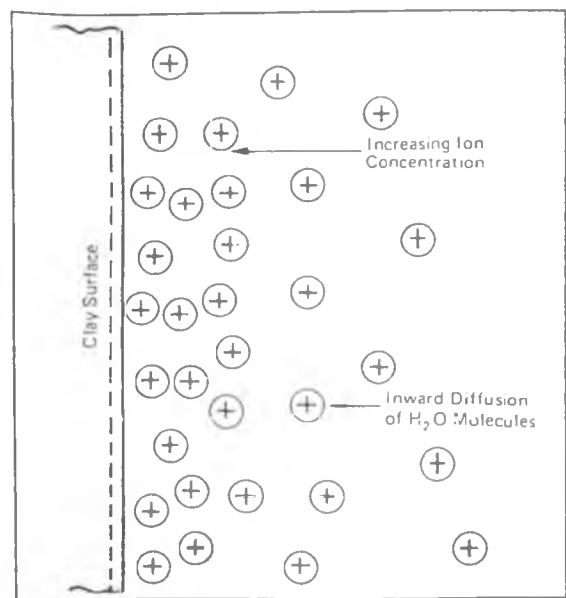 Increasing Ion
Concentration
Clay Surface
Inward Diffusion
of H₂O Molecules